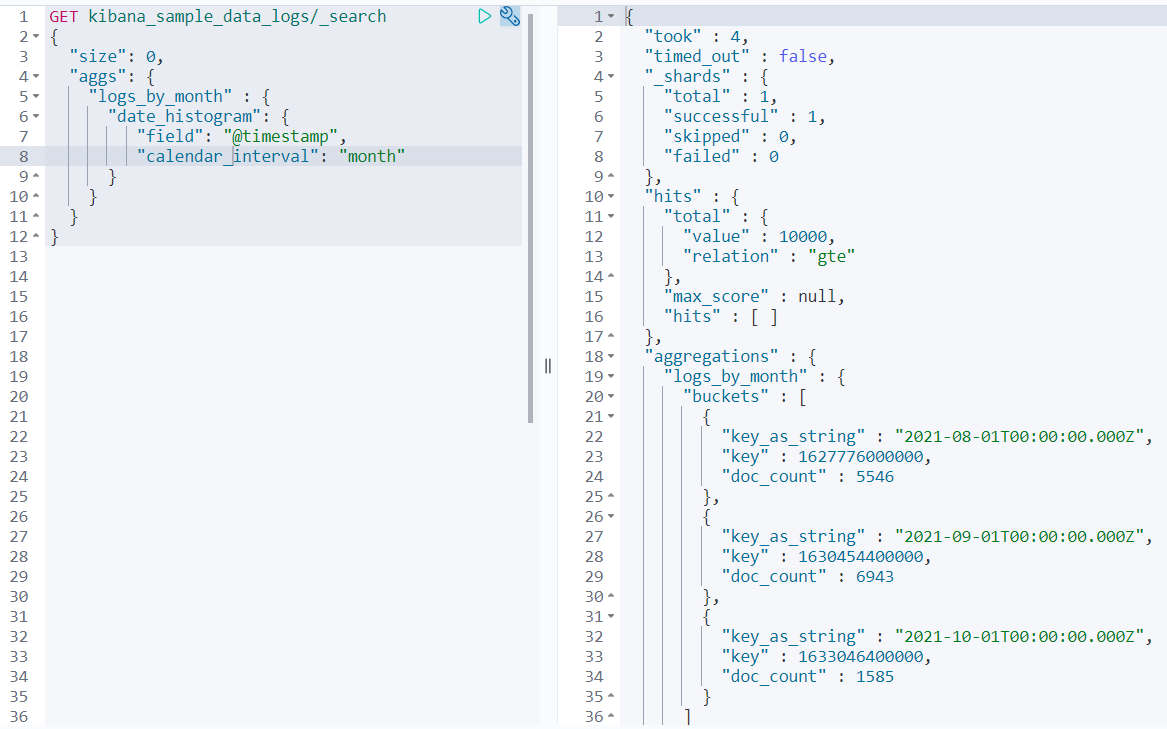 1 GET kibana_sample_data_logs/_search
2 {
3 "size": 0,
4 "aggs": {
5 "logs_by_month" : {
6 "date_histogram": {
7 "field": "@timestamp",
8 "calendar_interval": "month"
9 }
10 }
11 }
12 }
13
14
15
16
17
18
19
20
21
22
23
24
25
26
27
28
29
30
31
32
33
34
35
36
1 {
2 "took" : 4,
3 "timed_out" : false,
4 "_shards" : {
5 "total" : 1,
6 "successful" : 1,
7 "skipped" : 0,
8 "failed" : 0
9 },
10 "hits" : {
11 "total" : {
12 "value" : 10000,
13 "relation" : "gte"
14 },
15 "max_score" : null,
16 "hits" : [ ]
17 },
18 "aggregations" : {
19 "logs_by_month" : {
20 "buckets" : [
21 {
22 "key_as_string" : "2021-08-01T00:00:00.000Z",
23 "key" : 1627776000000,
24 "doc_count" : 5546
25 },
26 {
27 "key_as_string" : "2021-09-01T00:00:00.000Z",
28 "key" : 1630454400000,
29 "doc_count" : 6943
30 },
31 {
32 "key_as_string" : "2021-10-01T00:00:00.000Z",
33 "key" : 1633046400000,
34 "doc_count" : 1585
35 }
36 ]